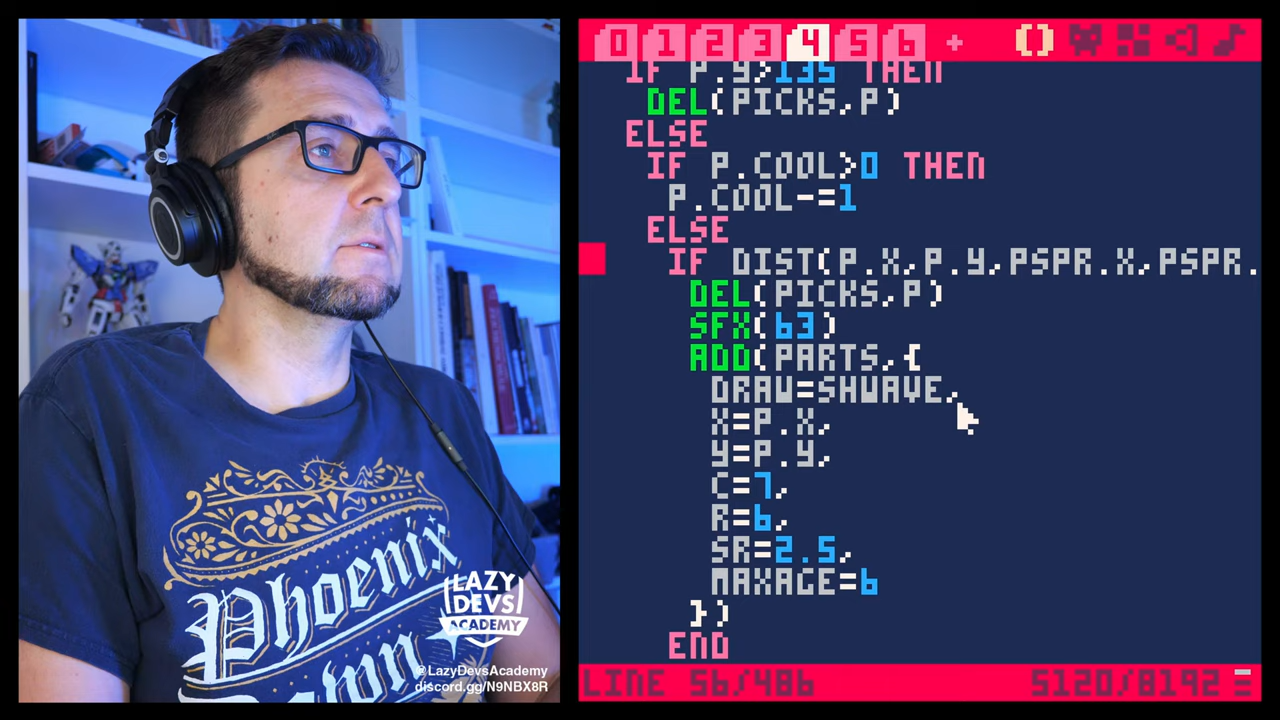 0 1 2 3 4 5 6 +
IF P.Y>135 THEN
DEL(PICKS,P)
ELSE
IF P.COOL>0 THEN
P.COOL-=1
ELSE
IF DIST(P.X,P.Y,PSPR.X,PSPR.
DEL(PICKS,P)
SFX(63)
ADD(PARTS,{
DRAW=SHWAVE,
X=P.X,
Y=P.Y,
C=7,
R=6,
SR=2.5,
MAXAGE=6
})
END
LINE 56/486 5120/8192
Phoenix
Down
LAZY
DEVS
ACADEMY
@LazyDevsAcademy
discord.gg/N9NBX8R